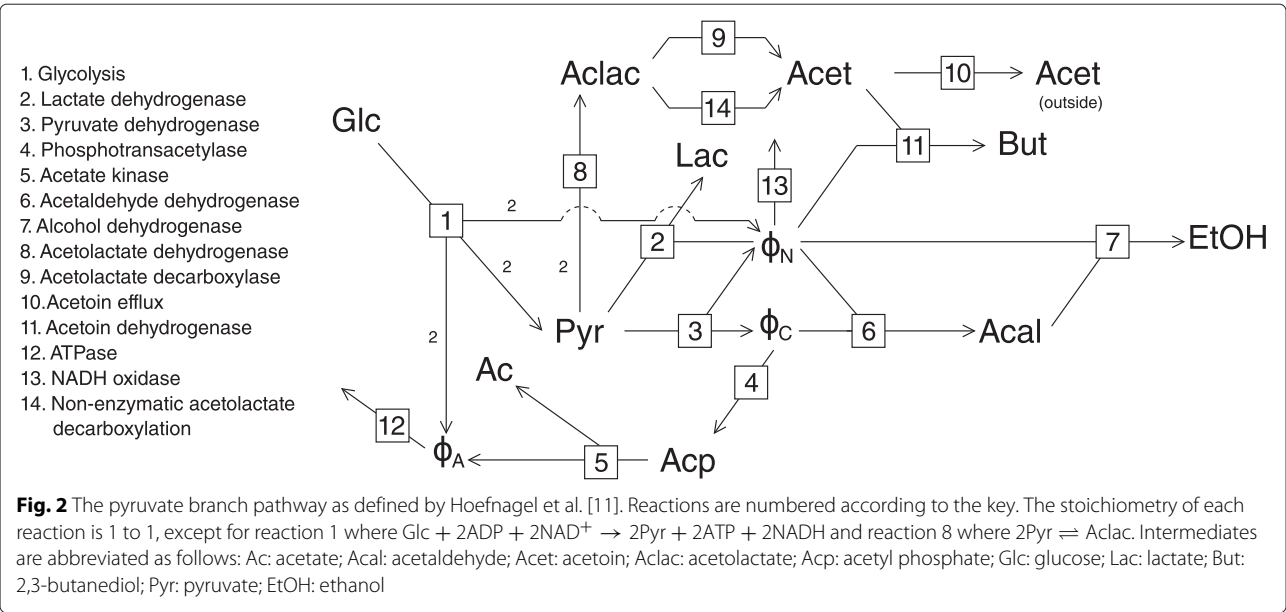 1. Glycolysis
2. Lactate dehydrogenase
3. Pyruvate dehydrogenase
4. Phosphotransacetylase
5. Acetate kinase
6. Acetaldehyde dehydrogenase
7. Alcohol dehydrogenase
8. Acetolactate dehydrogenase
9. Acetolactate decarboxylase
10.Acetoin efflux
11. Acetoin dehydrogenase
12. ATPase
13. NADH oxidase
14. Non-enzymatic acetolactate
decarboxylation
9
Aclac
Acet
10
Acet
(outside)
14
Glc
Lac
11
But
8
13
2
1
2
ϕN
7
EtOH
2
2
Pyr
3
ϕC
6
Acal
2
Ac
4
12
ϕA
5
Acp
Fig. 2 The pyruvate branch pathway as defined by Hoefnagel et al. [11]. Reactions are numbered according to the key. The stoichiometry of each
reaction is 1 to 1, except for reaction 1 where Glc + 2ADP + 2NAD⁺ → 2Pyr + 2ATP + 2NADH and reaction 8 where 2Pyr ⇌ Aclac. Intermediates
are abbreviated as follows: Ac: acetate; Acal: acetaldehyde; Acet: acetoin; Aclac: acetolactate; Acp: acetyl phosphate; Glc: glucose; Lac: lactate; But:
2,3-butanediol; Pyr: pyruvate; EtOH: ethanol